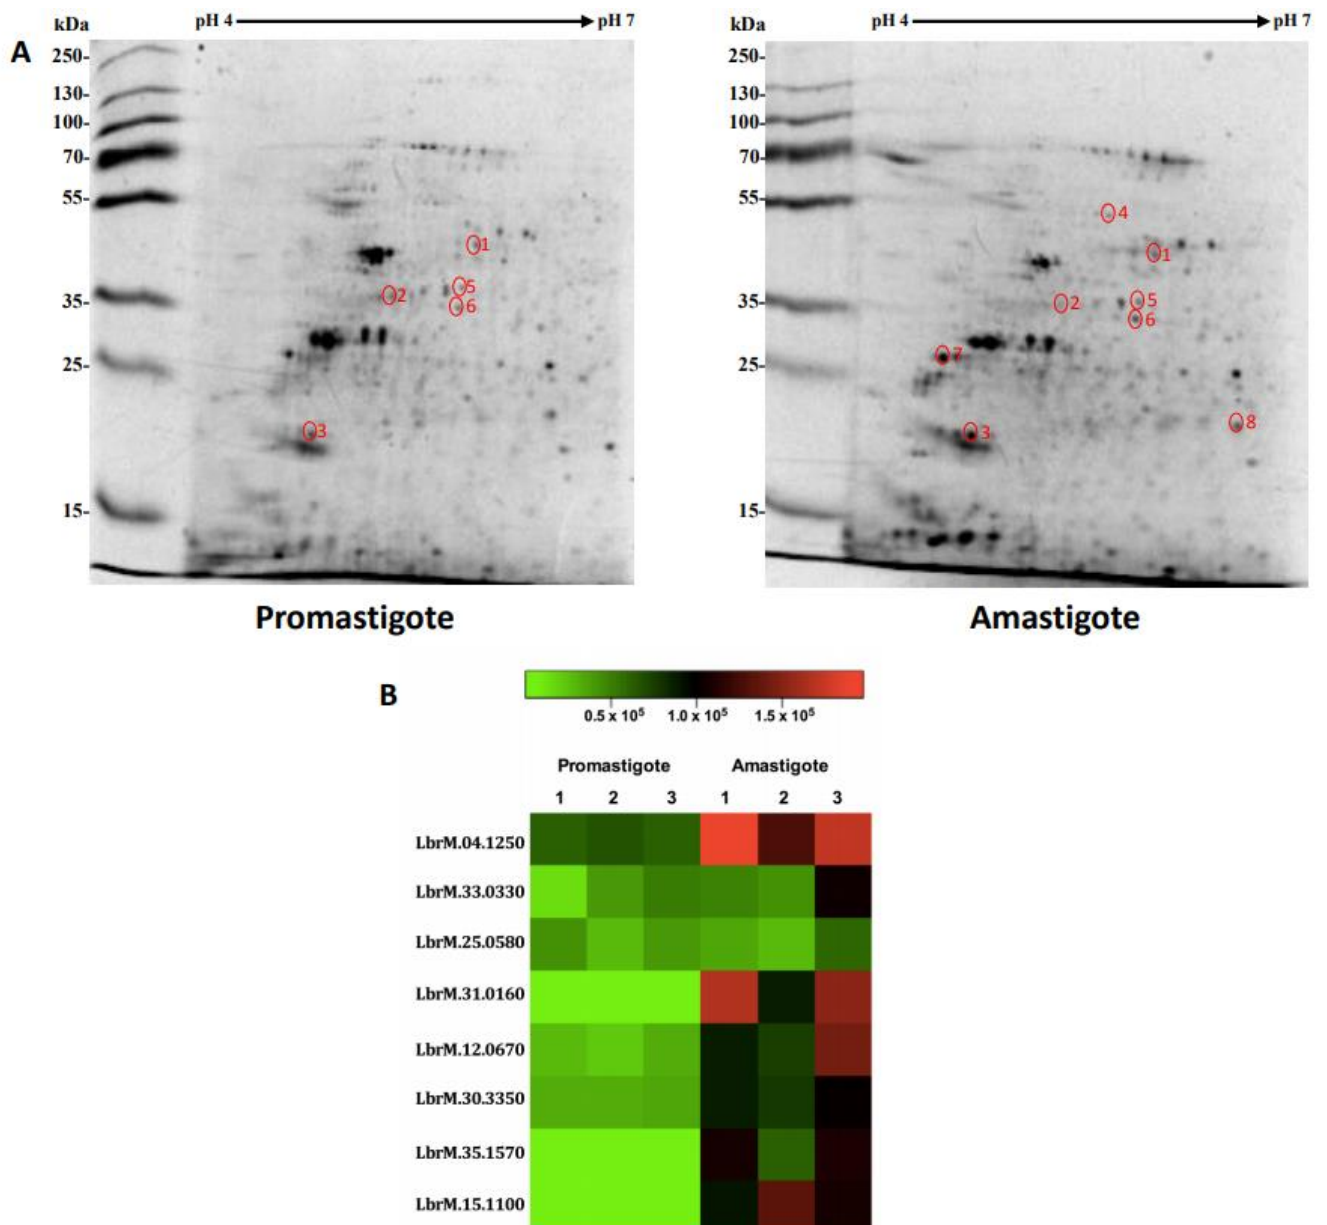 kDa pH 4 pH 7 kDa pH 4 pH 7
A
250- 250-
130- 130-
100- 100-
70- 70-
55- 55-
4
1 1
5 5
35- 2 35- 2
6 6
7
25- 25-
3 3 8
15- 15-
Promastigote Amastigote
B
0.5 x 10⁵ 1.0 x 10⁵ 1.5 x 10⁵
Promastigote Amastigote
1 2 3 1 2 3
LbrM.04.1250
LbrM.33.0330
LbrM.25.0580
LbrM.31.0160
LbrM.12.0670
LbrM.30.3350
LbrM.35.1570
LbrM.15.1100